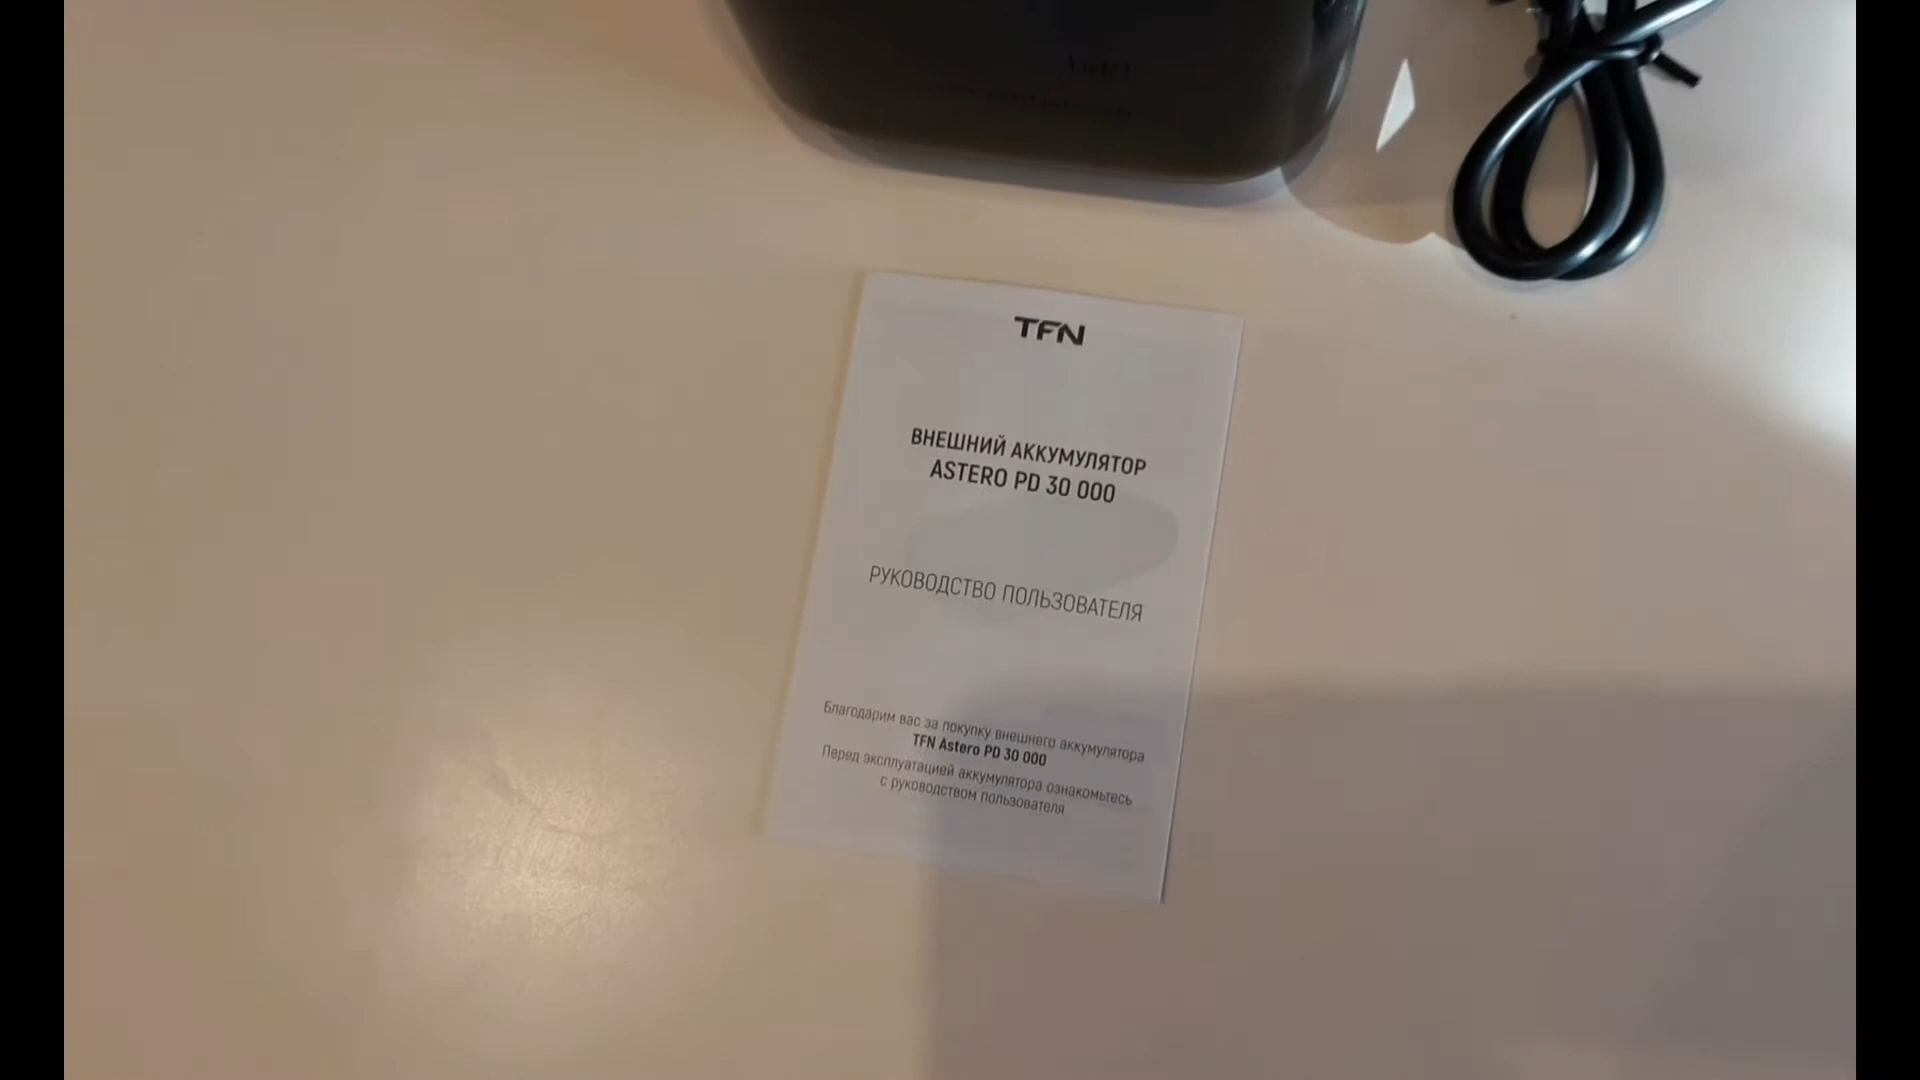 TFN
ВНЕШНИЙ АККУМУЛЯТОР
ASTERO PD 30 000
РУКОВОДСТВО ПОЛЬЗОВАТЕЛЯ
Благодарим вас за покупку внешнего аккумулятора
TFN Astero PD 30 000
Перед эксплуатацией аккумулятора ознакомьтесь
с руководством пользователя